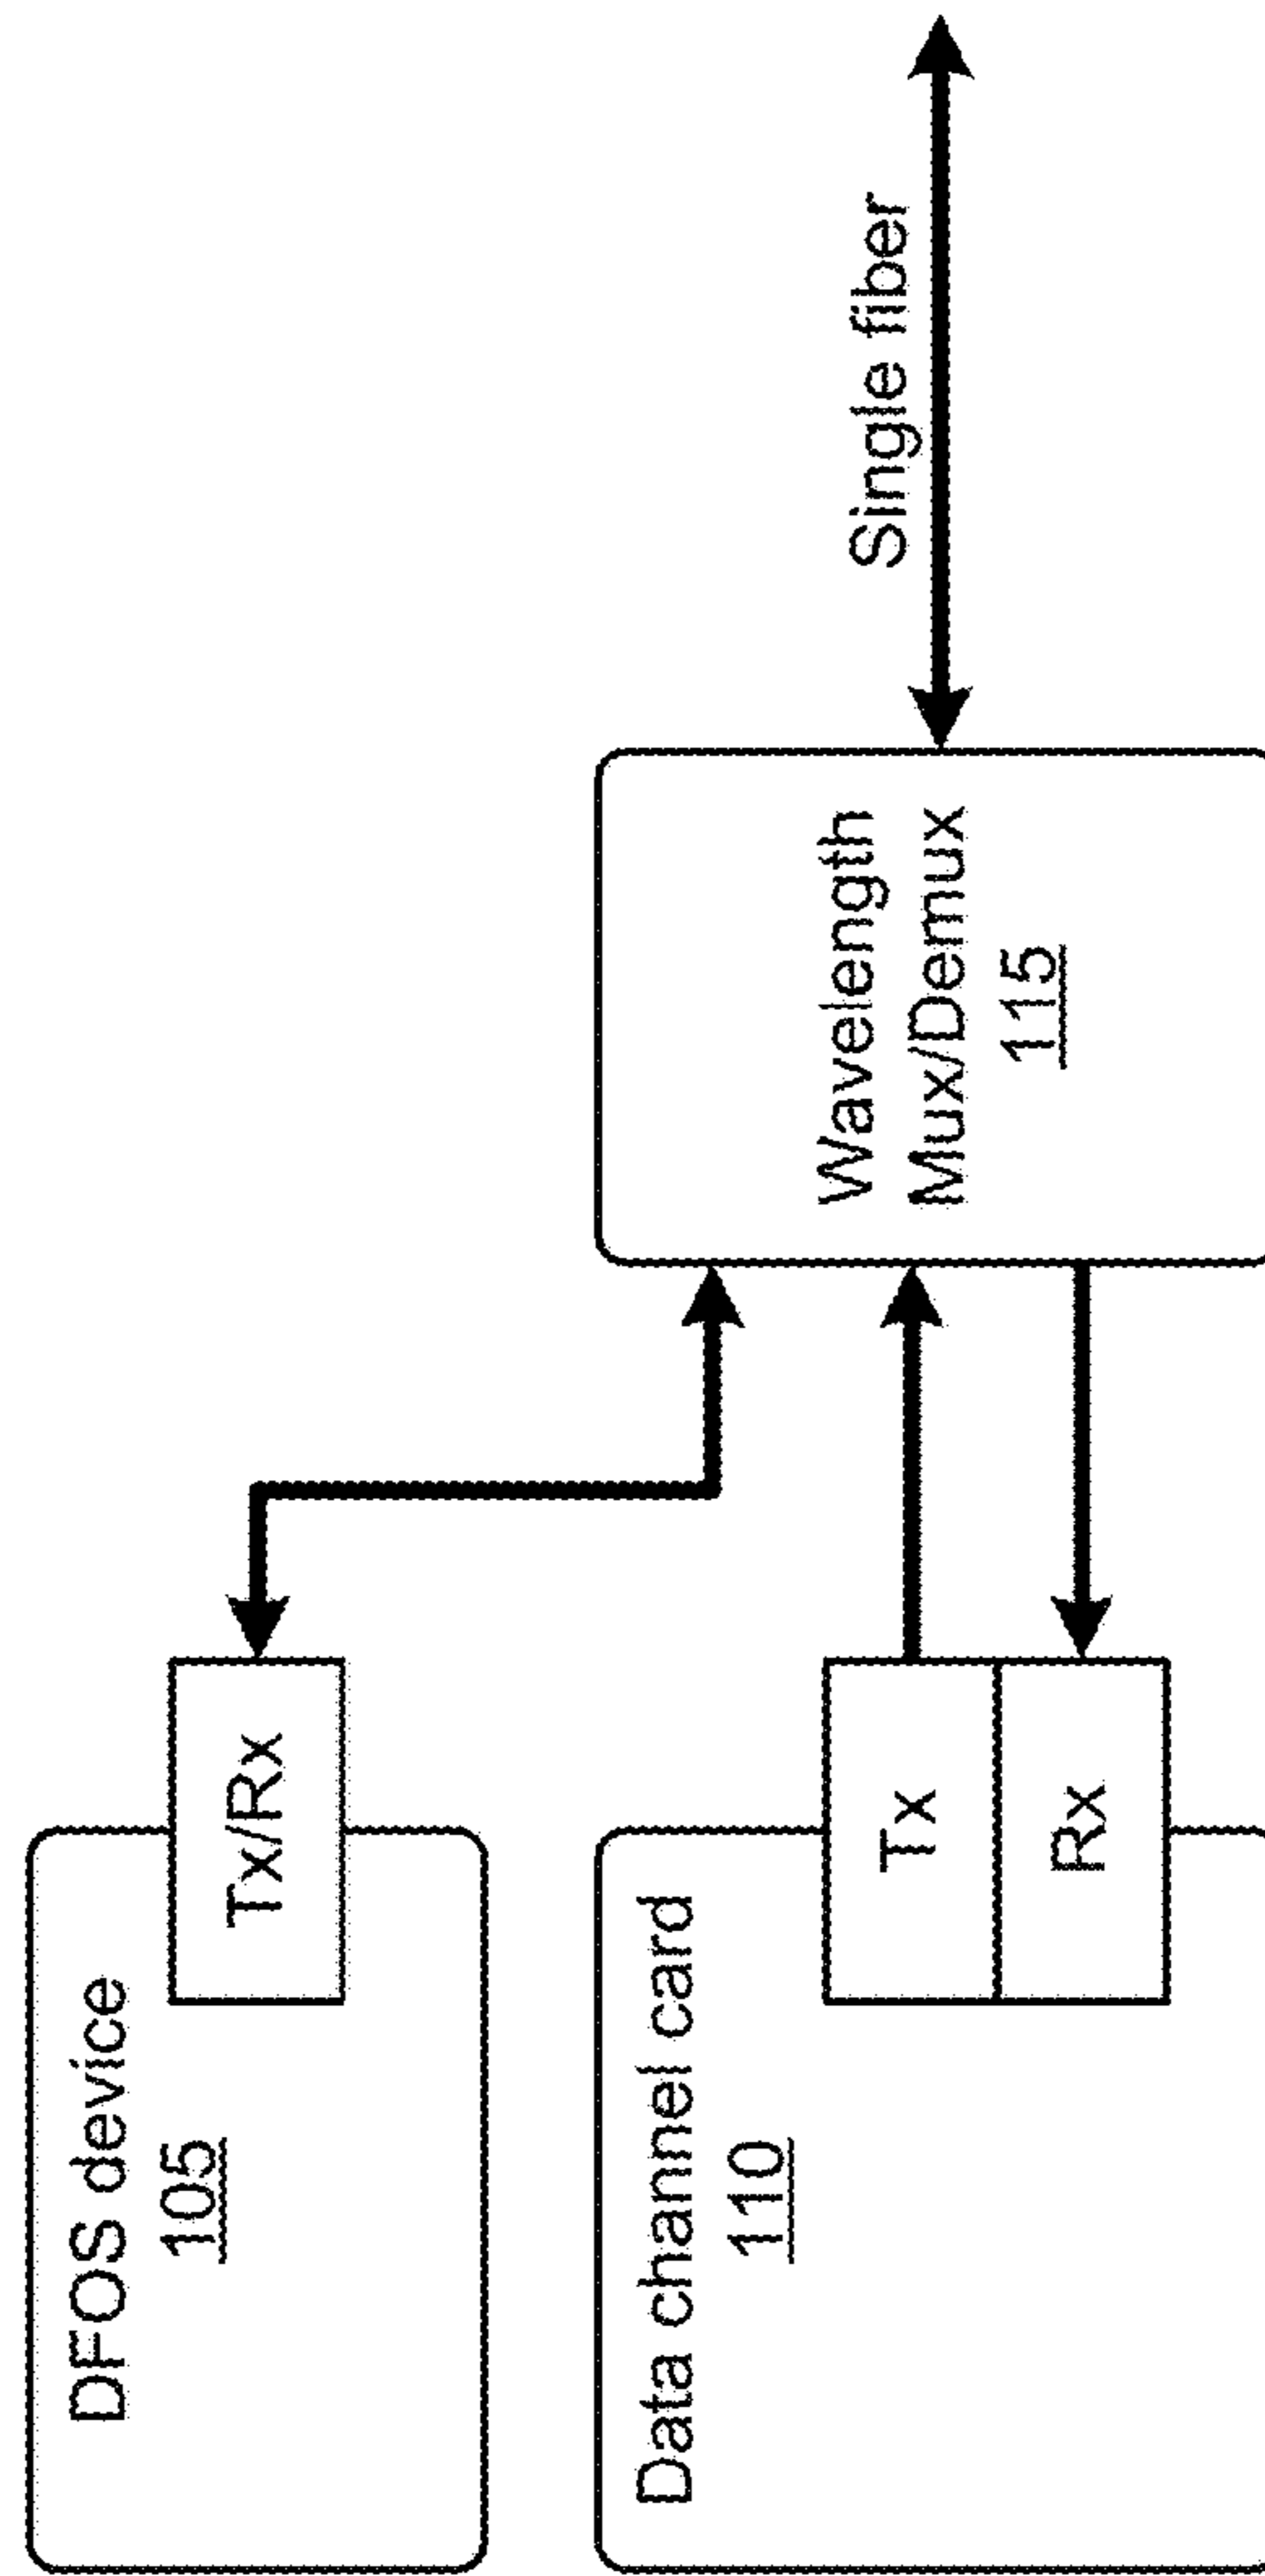 DFOS device
105
Tx/Rx
Data channel card
110
Tx
Rx
Wavelength
Mux/Demux
115
Single fiber